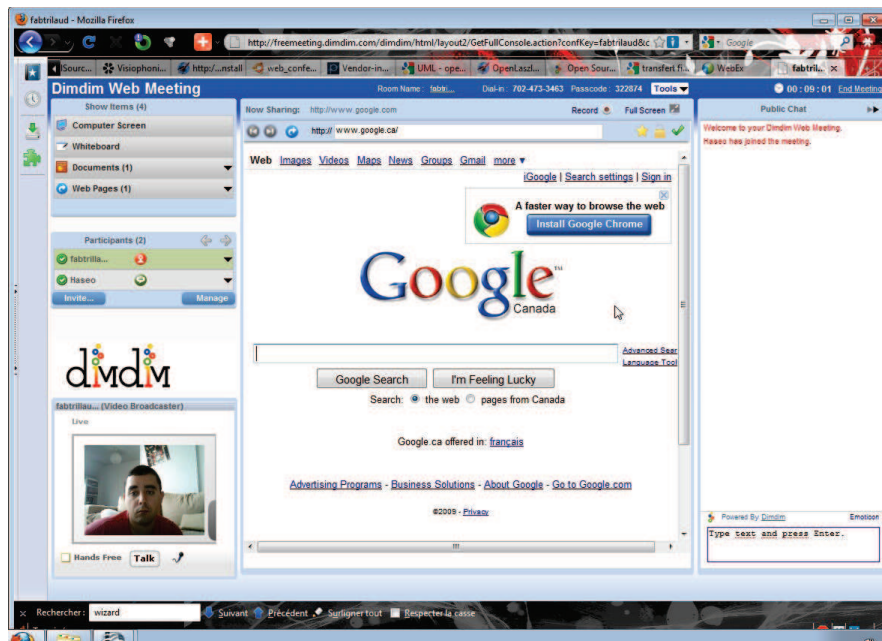 fabtrilaud - Mozilla Firefox
http://freemeeting.dimdim.com/dimdim/html/layout2/GetFullConsole.action?confKey=fabtrilaud&c
Google
Visiophoni...
http:/...nstall
web_confe...
Vendor-in...
UML - ope...
OpenLaszl...
Open Sour...
transfert fi...
WebEx
fabtril...
Dimdim Web Meeting
Dial-in: 702-473-3463 Passcode: 322874 Tools
00 : 09 : 01 End Meeting
Show Items (4)
Computer Screen
Whiteboard
Documents (1)
Web Pages (1)
Participants (2)
fabtrilla...
Haseo
Invite...
Manage
dimdim
fabtrillau... (Video Broadcaster)
Live
Hands Free Talk
Now Sharing: http://www.google.com
Record Full Screen
http:// www.google.ca/
Web Images Videos Maps News Groups Gmail more ▼
iGoogle | Search settings | Sign in
A faster way to browse the web
Install Google Chrome
Google™
Canada
Advanced Sear
Language Tool
Google Search I'm Feeling Lucky
Search: the web pages from Canada
Google.ca offered in: français
Advertising Programs - Business Solutions - About Google - Go to Google.com
©2009 - Privacy
Public Chat
Welcome to your Dimdim Web Meeting.
Haseo has joined the meeting.
Powered By Dimdim Emoticon
Type text and press Enter.
Rechercher : wizard Suivant Précédent Surligner tout Respecter la casse